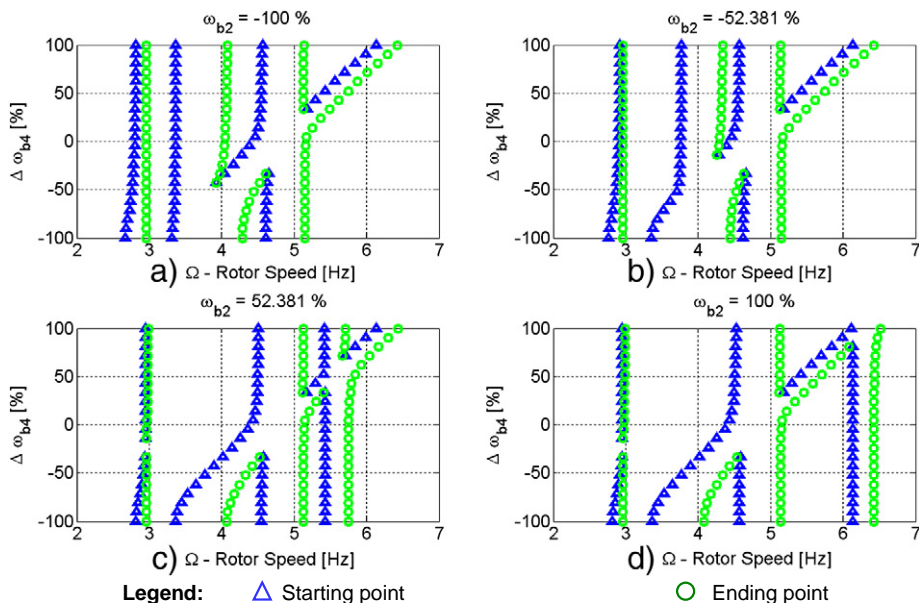 ω_b2 = -100 %
ω_b2 = -52.381 %
Δ ω_b4 [%]
100
50
0
-50
-100
2 3 4 5 6 7
a) Ω - Rotor Speed [Hz]
Δ ω_b4 [%]
100
50
0
-50
-100
2 3 4 5 6 7
b) Ω - Rotor Speed [Hz]
ω_b2 = 52.381 %
ω_b2 = 100 %
Δ ω_b4 [%]
100
50
0
-50
-100
2 3 4 5 6 7
c) Ω - Rotor Speed [Hz]
Δ ω_b4 [%]
100
50
0
-50
-100
2 3 4 5 6 7
d) Ω - Rotor Speed [Hz]
Legend: Starting point Ending point